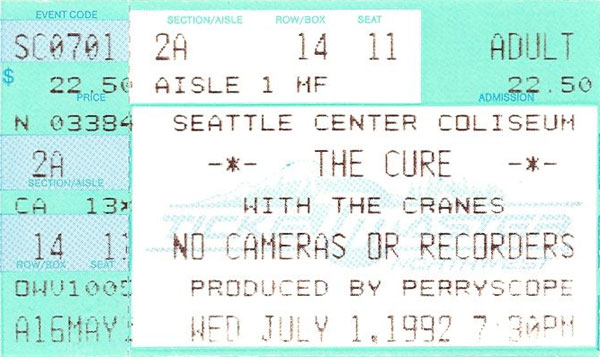 EVENT CODE SECTION/AISLE ROW/BOX SEAT
SC0701 2A 14 11 ADULT
$ 22.50 AISLE 1 MF 22.50
PRICE ADMISSION
N 03384 SEATTLE CENTER COLISEUM
2A -*- THE CURE -*-
SECTION/AISLE
CA 13* WITH THE CRANES
14 11 NO CAMERAS OR RECORDERS
ROW/BOX SEAT
OWV1005 PRODUCED BY PERRYSCOPE
A16MAY WED JULY 1,1992 7:30PM